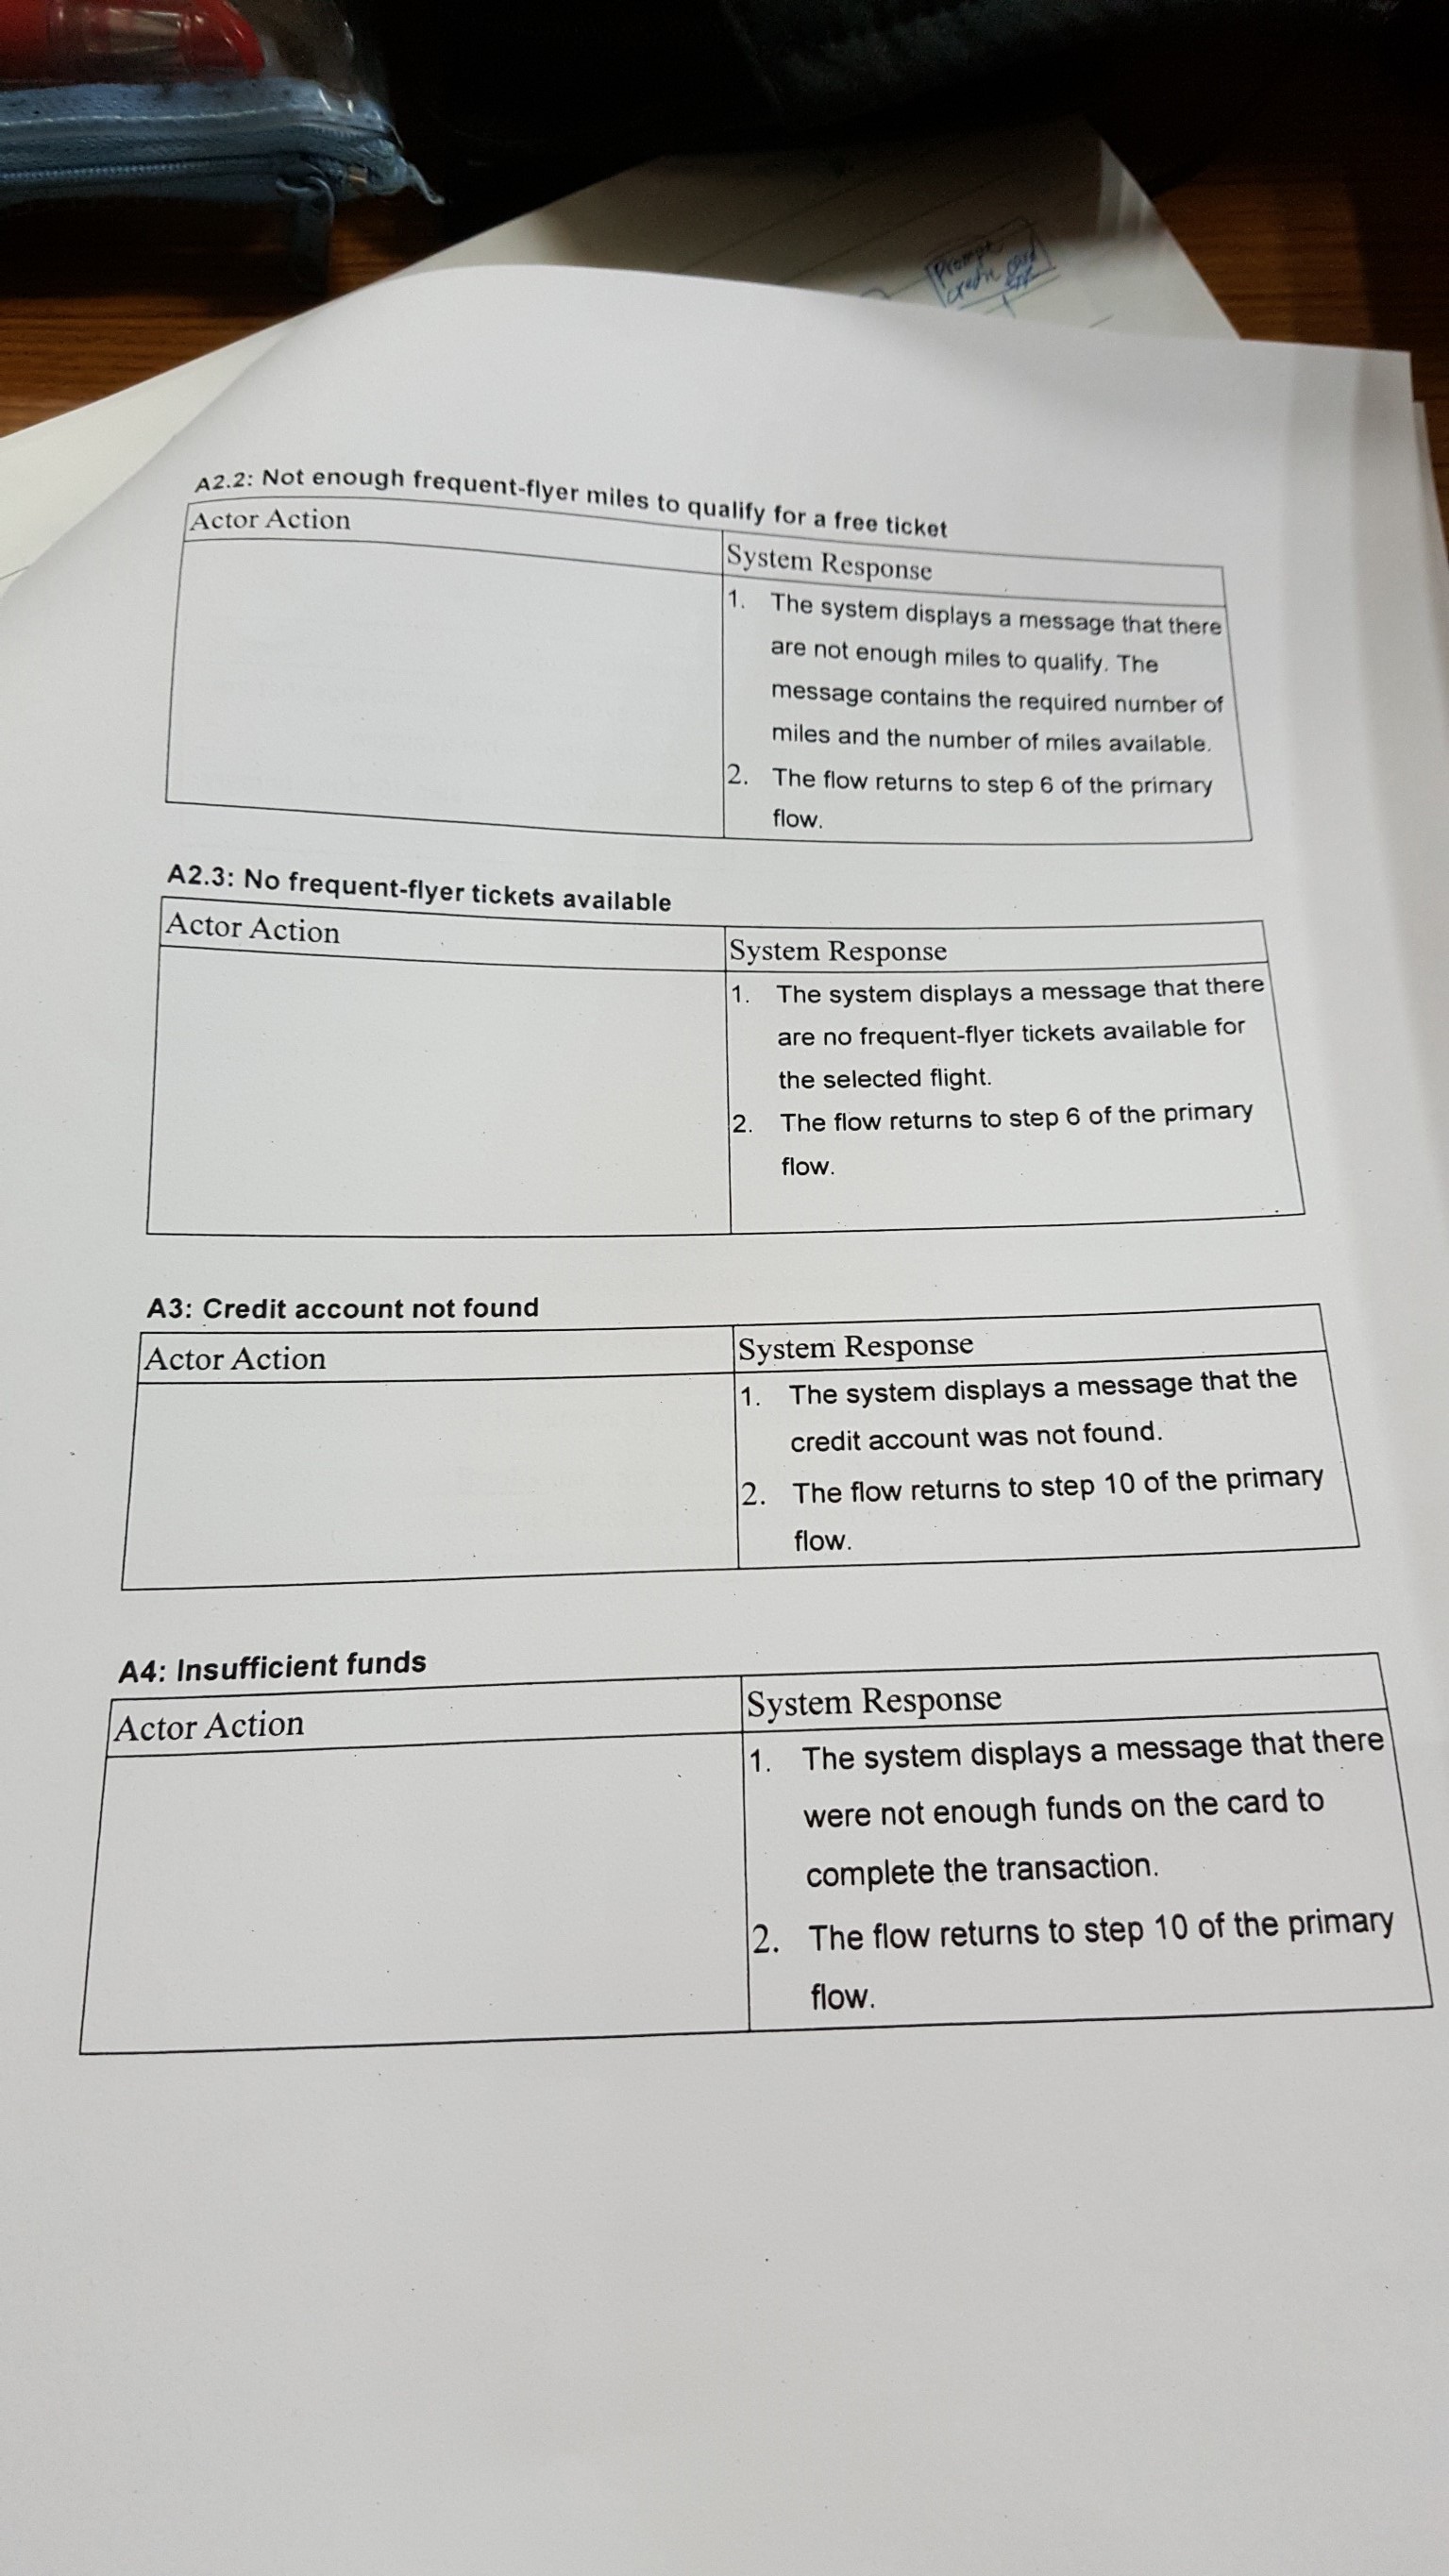 Prompt
credit card
A2.2: Not enough frequent-flyer miles to qualify for a free ticket
Actor Action
System Response
1. The system displays a message that there
are not enough miles to qualify. The
message contains the required number of
miles and the number of miles available.
2. The flow returns to step 6 of the primary
flow.
A2.3: No frequent-flyer tickets available
Actor Action
System Response
1. The system displays a message that there
are no frequent-flyer tickets available for
the selected flight.
2. The flow returns to step 6 of the primary
flow.
A3: Credit account not found
Actor Action
System Response
1. The system displays a message that the
credit account was not found.
2. The flow returns to step 10 of the primary
flow.
A4: Insufficient funds
Actor Action
System Response
1. The system displays a message that there
were not enough funds on the card to
complete the transaction.
2. The flow returns to step 10 of the primary
flow.